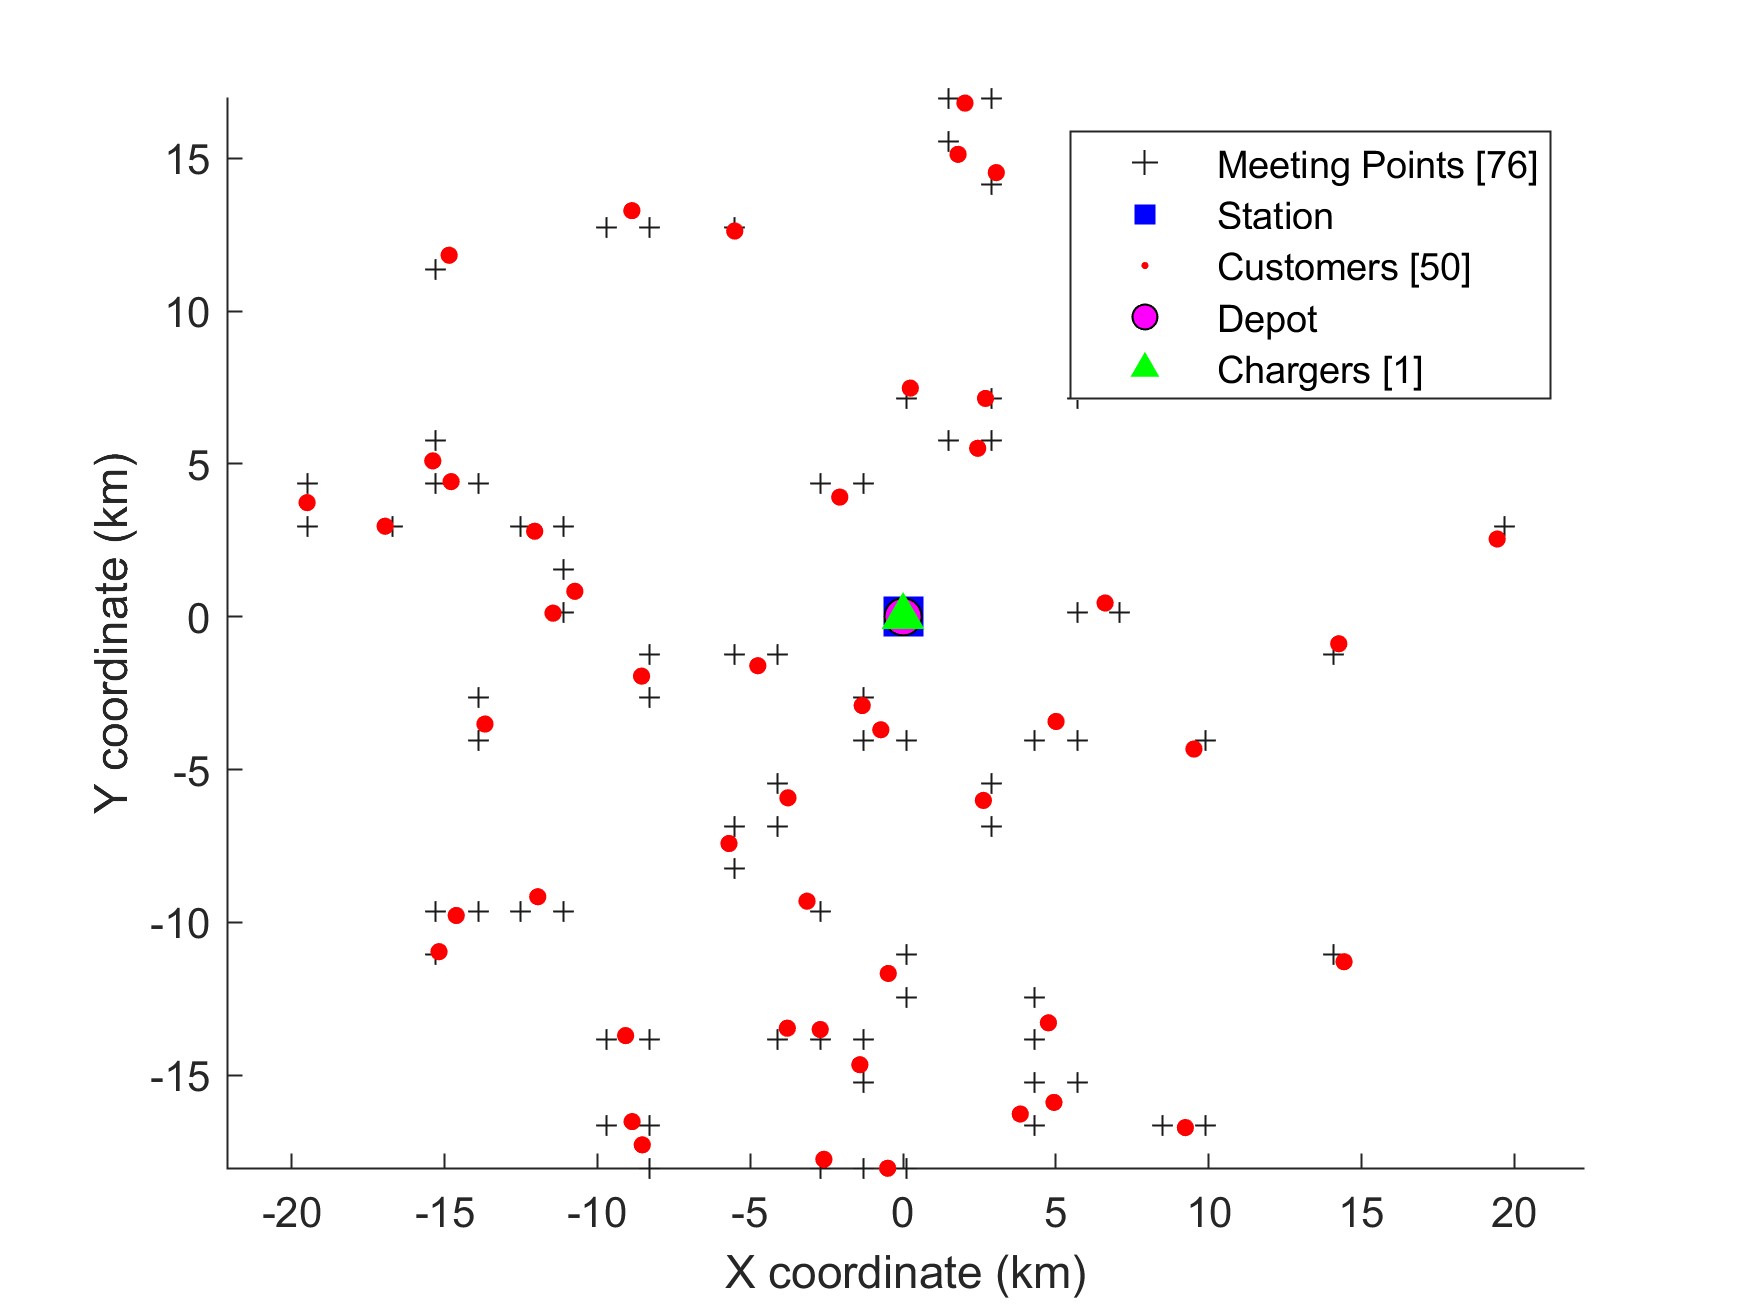 Meeting Points [76]
Station
Customers [50]
Depot
Chargers [1]
15
10
5
0
-5
-10
-15
Y coordinate (km)
-20 -15 -10 -5 0 5 10 15 20
X coordinate (km)